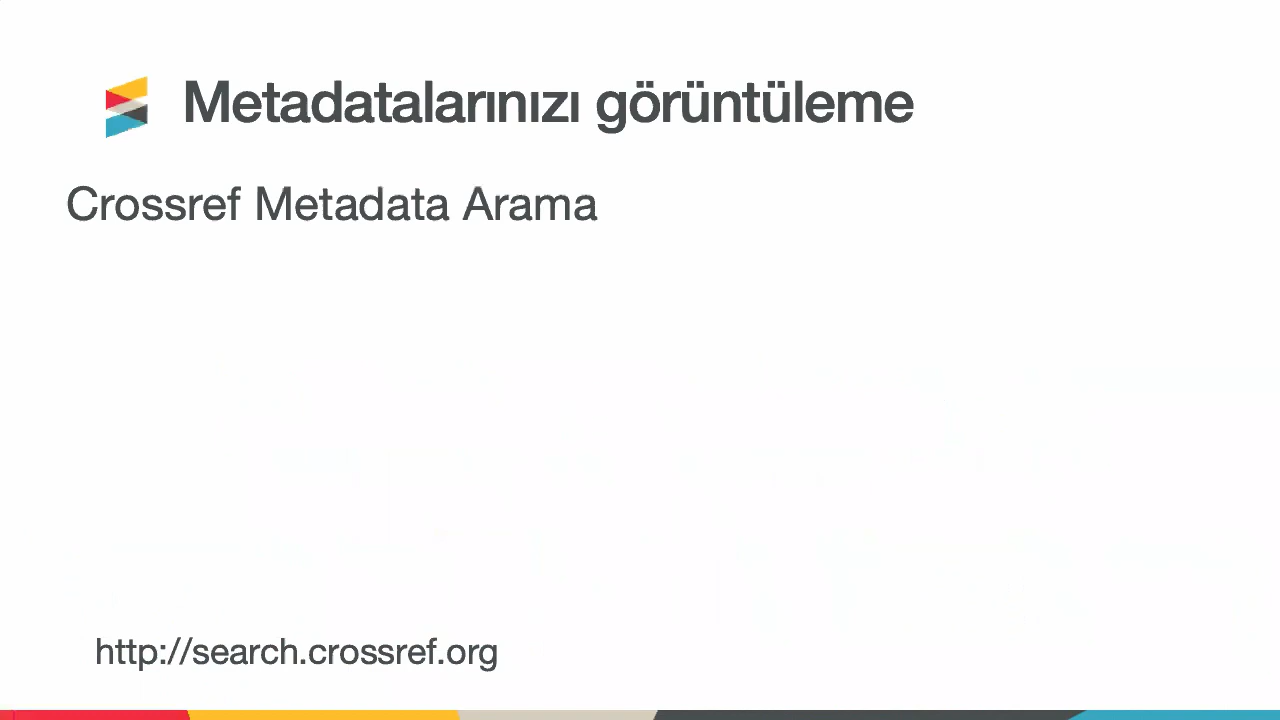 Metadatalarınızı görüntüleme
Crossref Metadata Arama
http://search.crossref.org